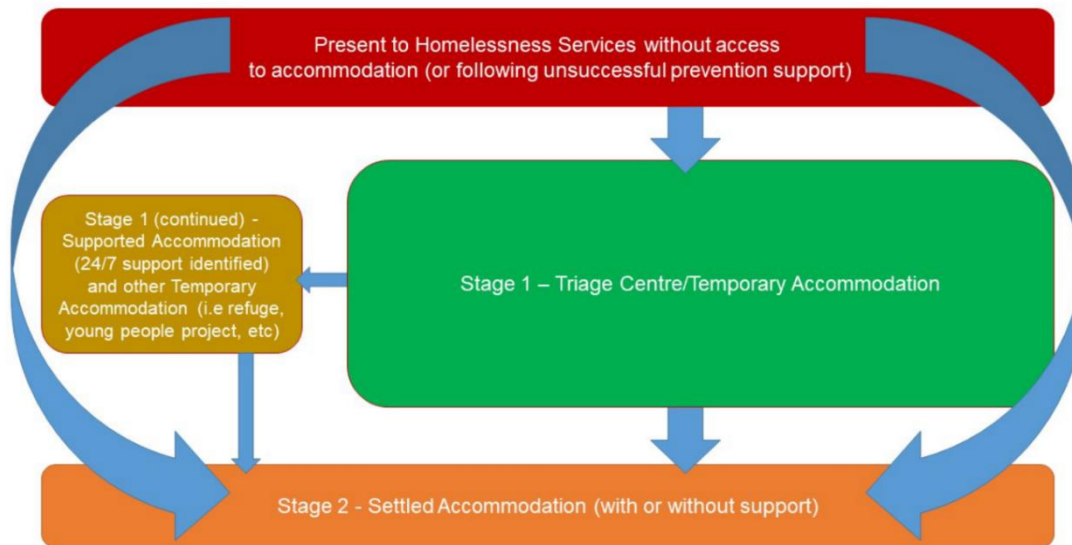 Present to Homelessness Services without access
to accommodation (or following unsuccessful prevention support)
Stage 1 (continued) -
Supported Accommodation
(24/7 support identified)
and other Temporary
Accommodation (i.e refuge,
young people project, etc)
Stage 1 – Triage Centre/Temporary Accommodation
Stage 2 - Settled Accommodation (with or without support)